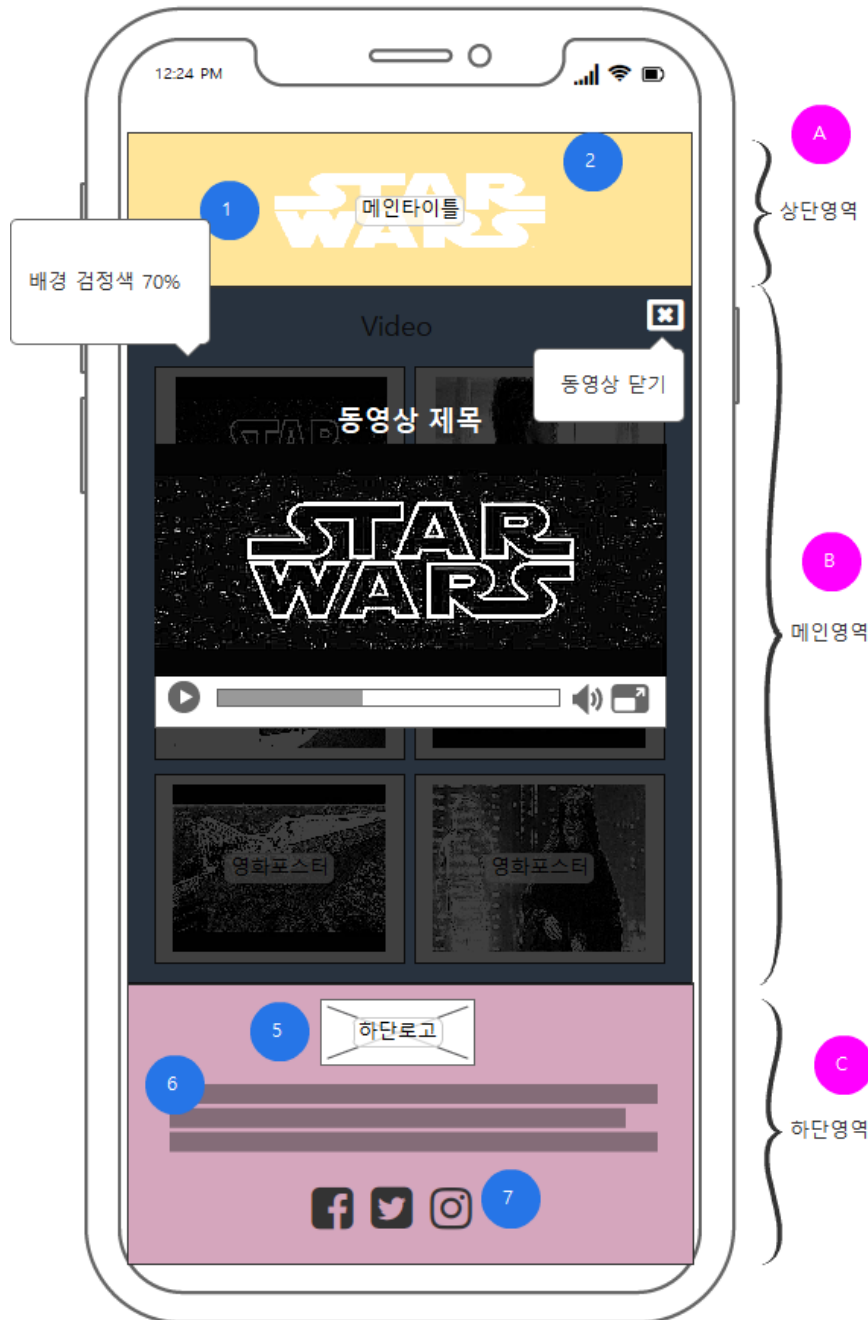 12:24 PM
A
2
1
STAR
WARS
메인타이틀
상단영역
배경 검정색 70%
Video
동영상 닫기
STAR
동영상 제목
STAR
WARS
B
메인영역
영화포스터
영화포스터
5
하단로고
C
6
하단영역
7